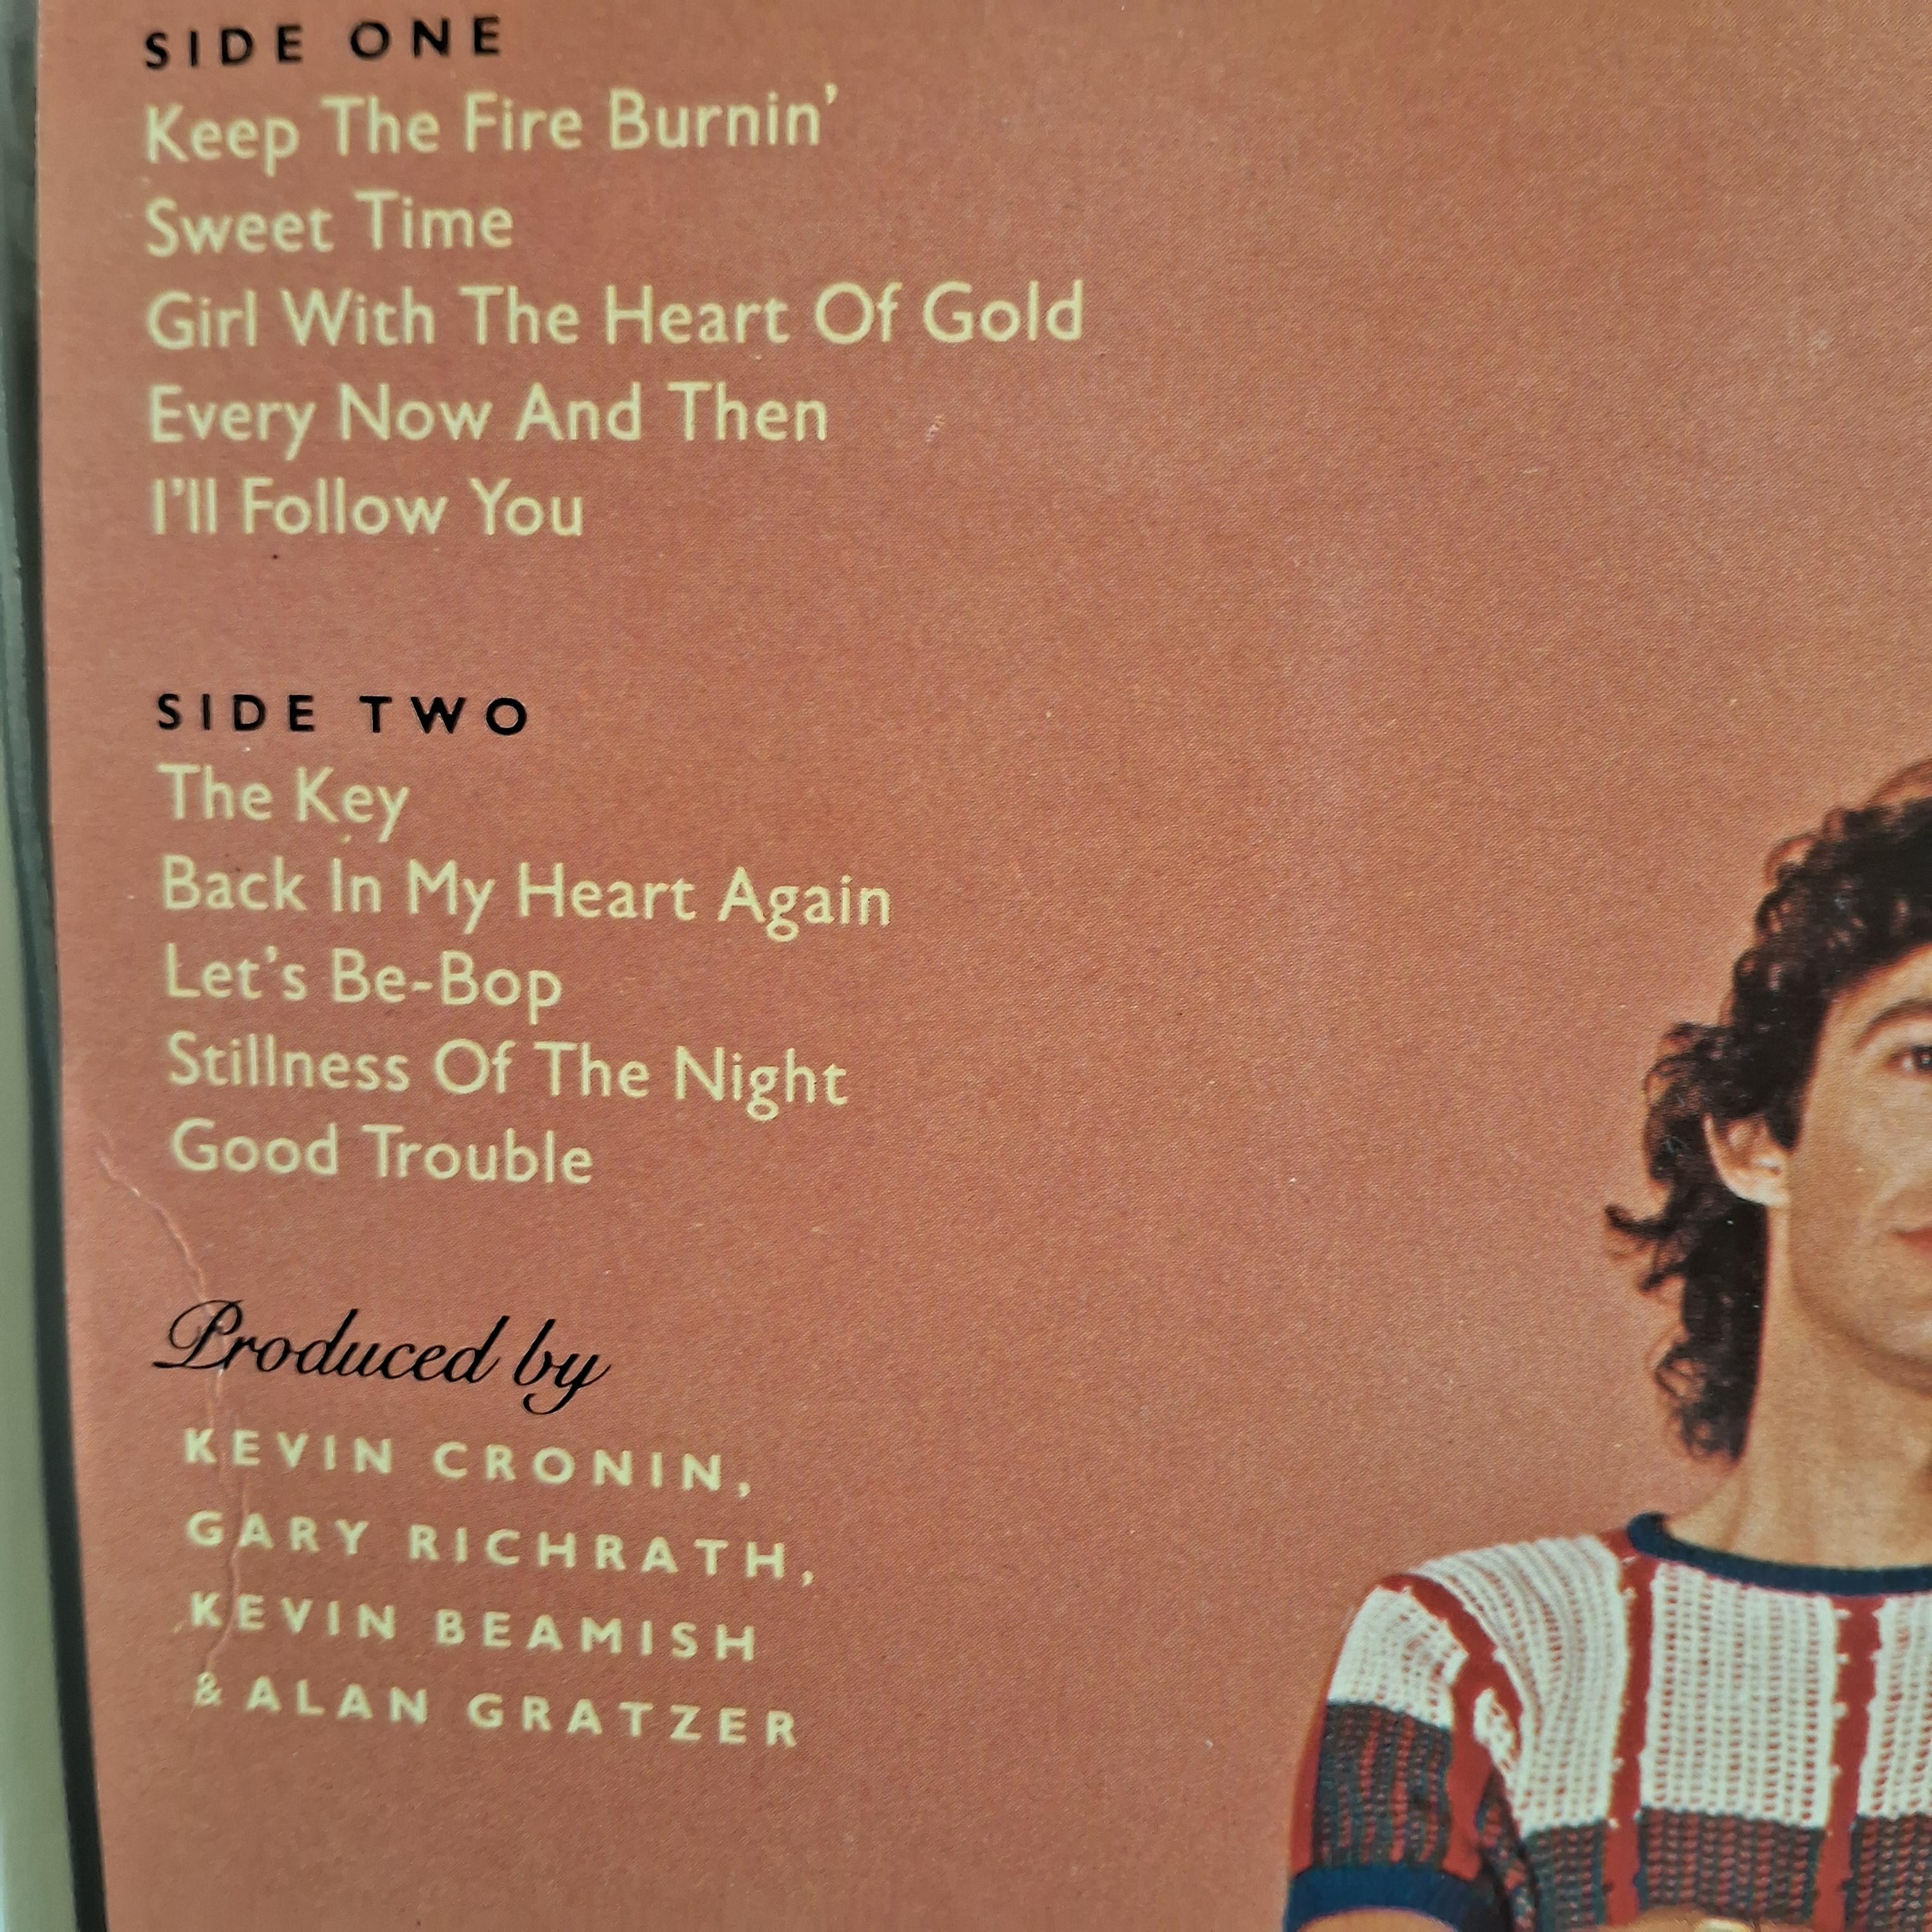 SIDE ONE
Keep The Fire Burnin’
Sweet Time
Girl With The Heart Of Gold
Every Now And Then
I’ll Follow You
SIDE TWO
The Key
Back In My Heart Again
Let’s Be-Bop
Stillness Of The Night
Good Trouble
Produced by
KEVIN CRONIN,
GARY RICHRATH,
KEVIN BEAMISH
& ALAN GRATZER